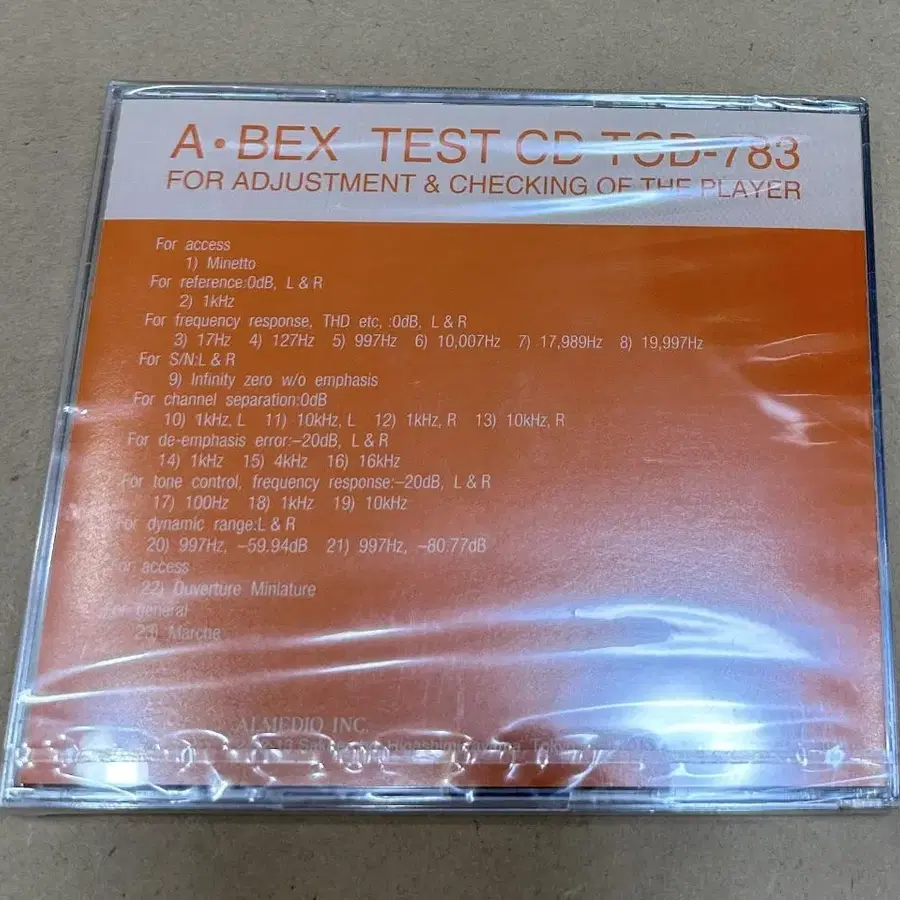 A•BEX TEST CD TCD-783
FOR ADJUSTMENT & CHECKING OF THE PLAYER
For access
1) Minetto
For reference:0dB, L & R
2) 1kHz
For frequency response, THD etc, :0dB, L & R
3) 17Hz 4) 127Hz 5) 997Hz 6) 10,007Hz 7) 17,989Hz 8) 19,997Hz
For S/N:L & R
9) Infinity zero w/o emphasis
For channel separation:0dB
10) 1kHz, L 11) 10kHz, L 12) 1kHz, R 13) 10kHz, R
For de-emphasis error:–20dB, L & R
14) 1kHz 15) 4kHz 16) 16kHz
For tone control, frequency response:–20dB, L & R
17) 100Hz 18) 1kHz 19) 10kHz
For dynamic range:L & R
20) 997Hz, –59.94dB 21) 997Hz, –80.77dB
For access
22) Ouverture Miniature
For general
23) Marche
ALMEDIO INC.
Higashimurayama, Tokyo